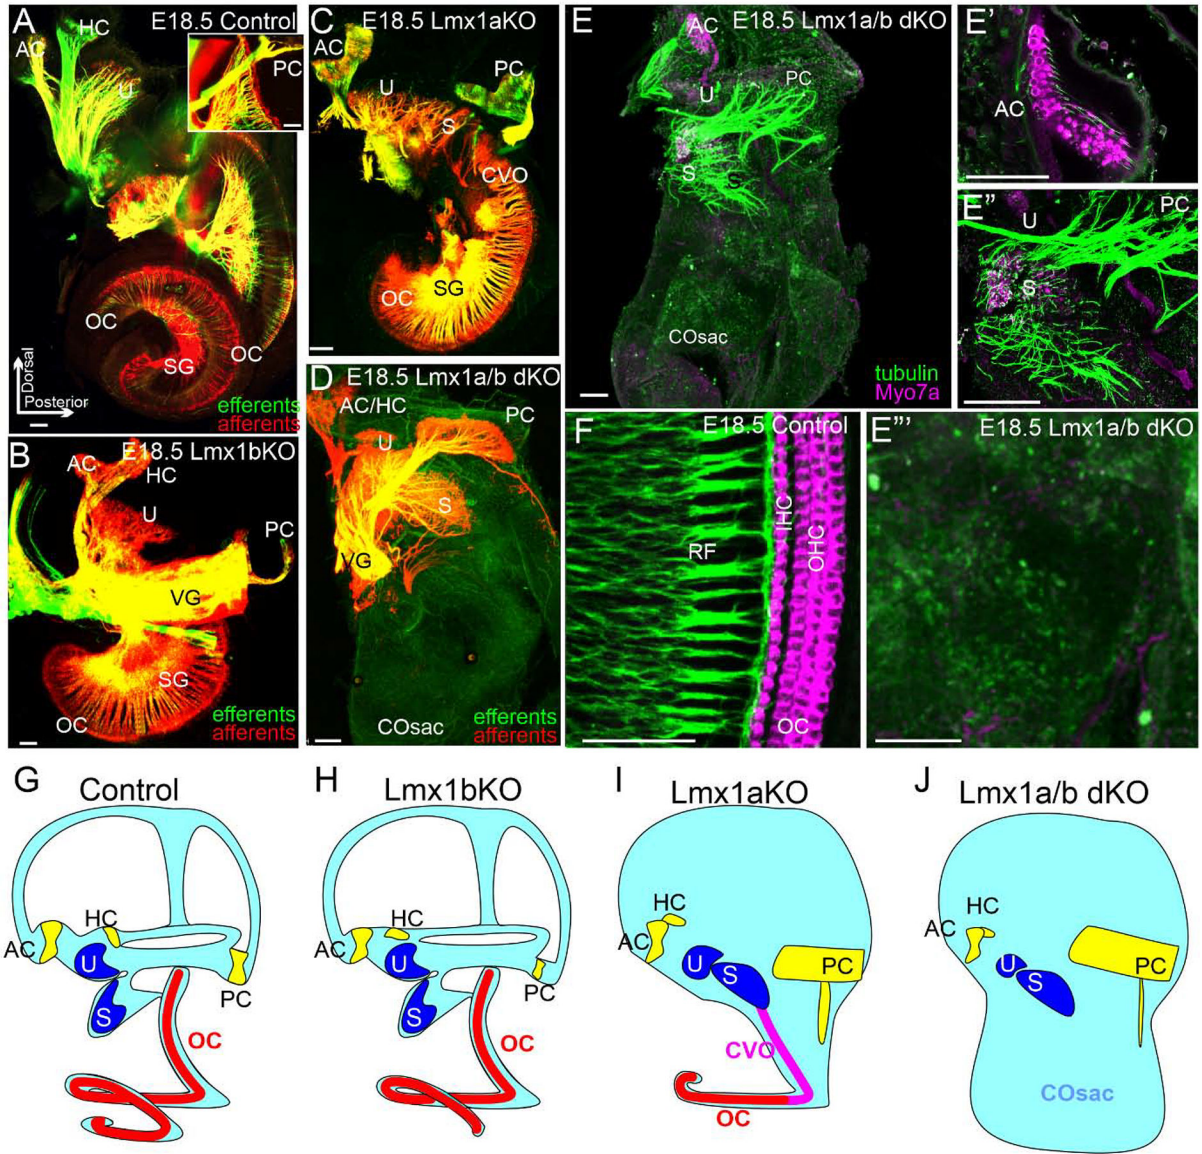 A
E18.5 Control
HC
AC
U
PC
OC
SG
OC
Dorsal
Posterior
efferents
afferents
B
E18.5 Lmx1bKO
AC
HC
U
PC
VG
SG
OC
efferents
afferents
C
E18.5 Lmx1aKO
AC
U
PC
S
CVO
OC
SG
D
E18.5 Lmx1a/b dKO
AC/HC
PC
U
S
VG
COsac
efferents
afferents
E
E18.5 Lmx1a/b dKO
AC
PC
U
S
S
COsac
tubulin
Myo7a
E'
AC
E"
PC
U
S
F
E18.5 Control
RF
IHC
OHC
OC
E"'
E18.5 Lmx1a/b dKO
G
Control
HC
AC
U
PC
S
OC
H
Lmx1bKO
HC
AC
U
PC
S
OC
I
Lmx1aKO
HC
AC
U
S
PC
CVO
OC
J
Lmx1a/b dKO
HC
AC
U
S
PC
COsac